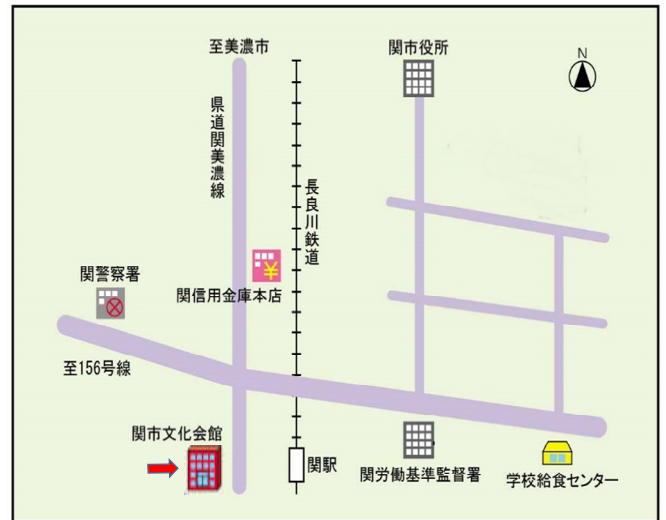 至美濃市
関市役所
N
県道関美濃線
長良川鉄道
関警察署
¥
関信用金庫本店
至156号線
関市文化会館
関駅
関労働基準監督署
学校給食センター